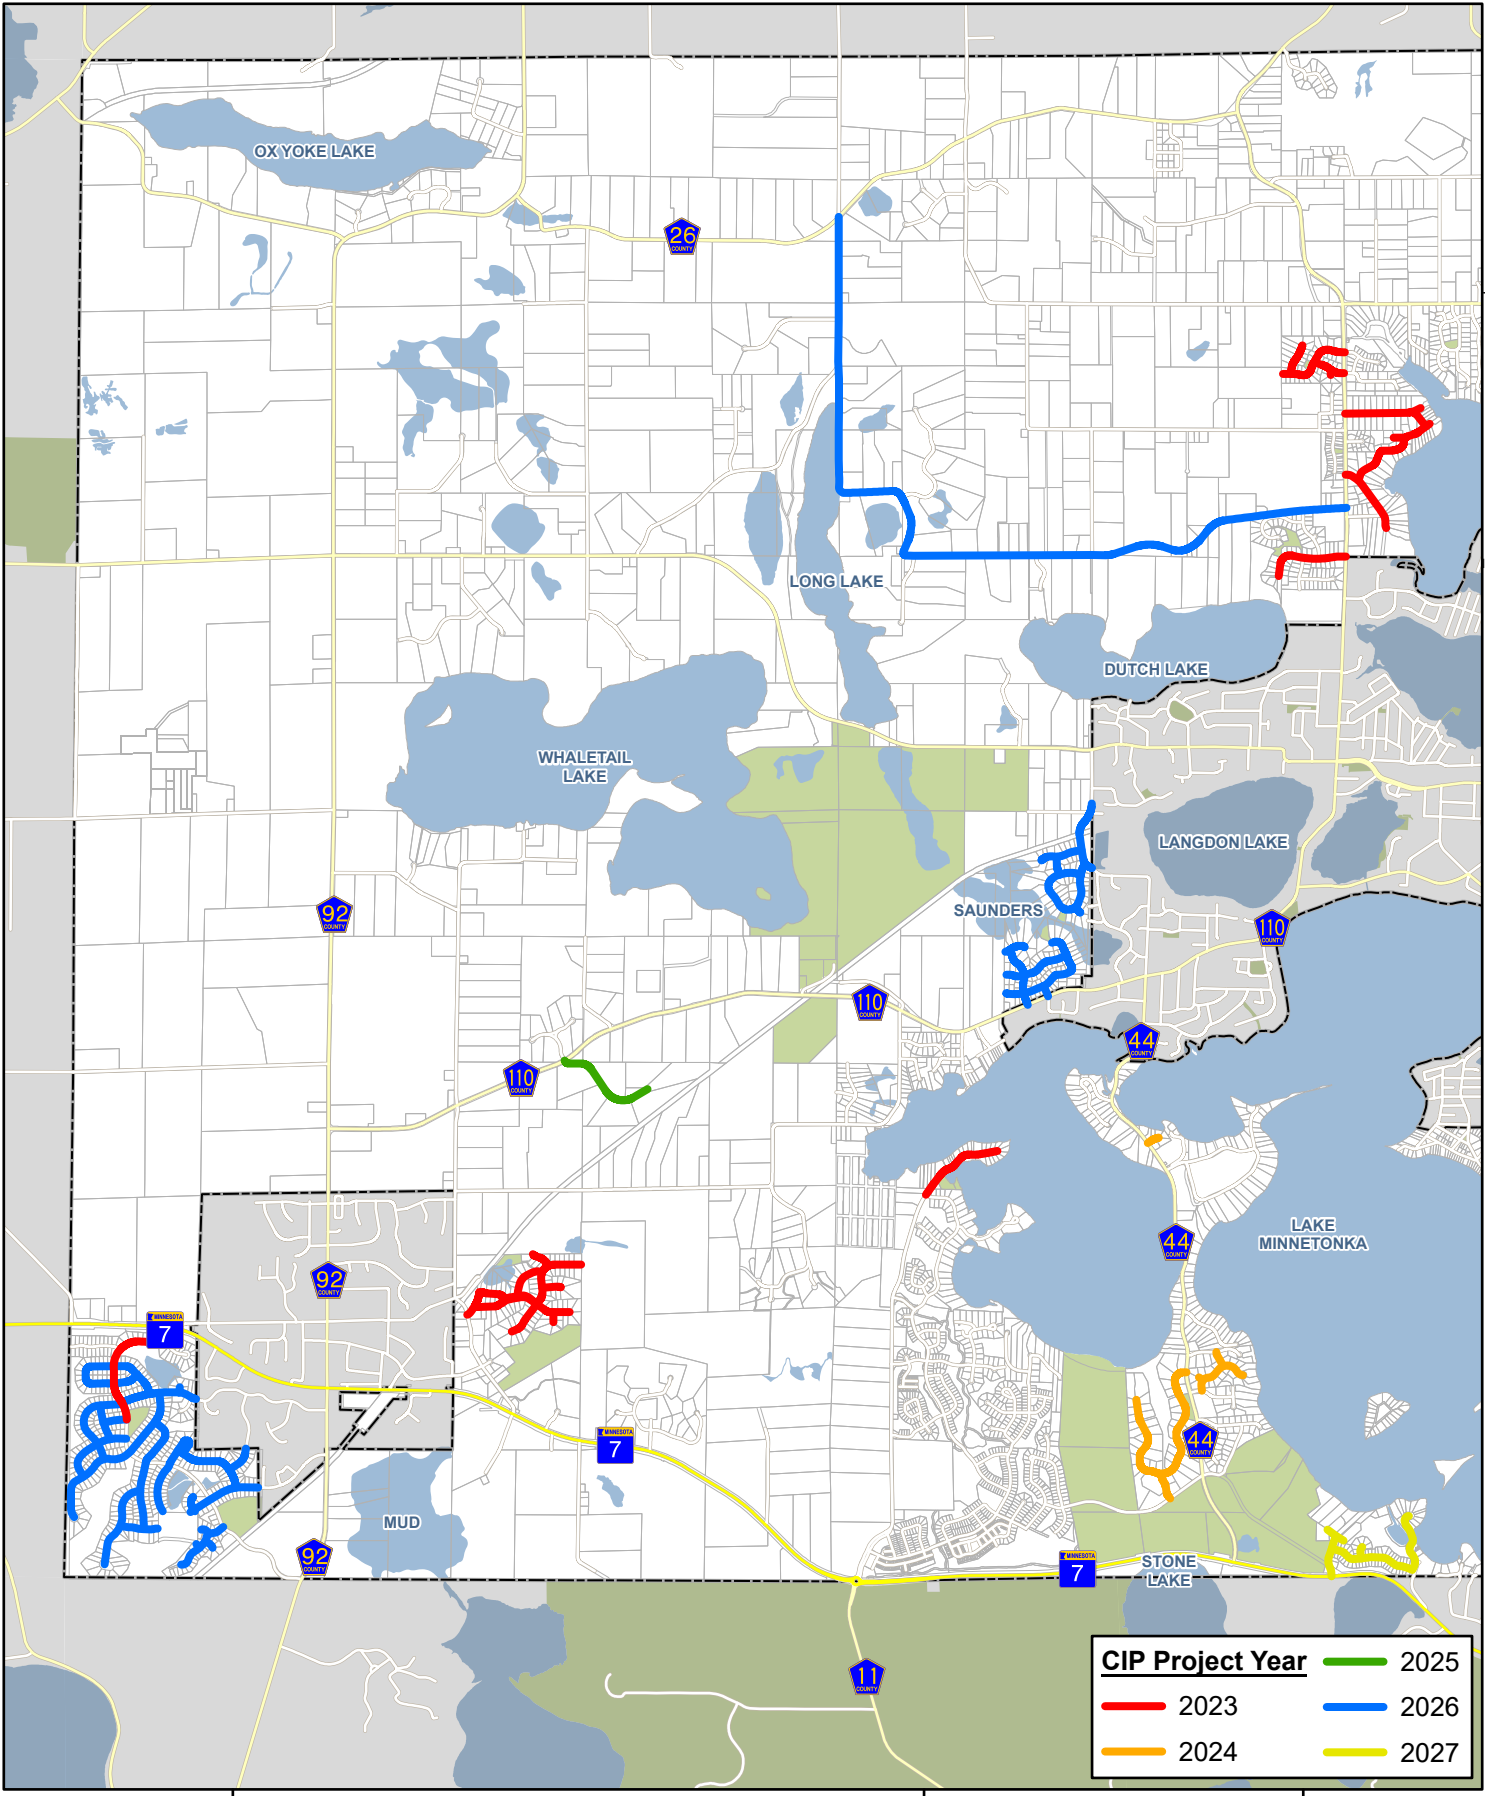 OX YOKE LAKE
26
COUNTY
LONG LAKE
DUTCH LAKE
WHALETAIL
LAKE
LANGDON LAKE
92
COUNTY
SAUNDERS
110
COUNTY
110
COUNTY
44
COUNTY
110
COUNTY
LAKE
MINNETONKA
44
COUNTY
92
COUNTY
MINNESOTA
7
MINNESOTA
7
44
COUNTY
MUD
92
COUNTY
MINNESOTA
7
STONE
LAKE
11
COUNTY
CIP Project Year
2023
2024
2025
2026
2027